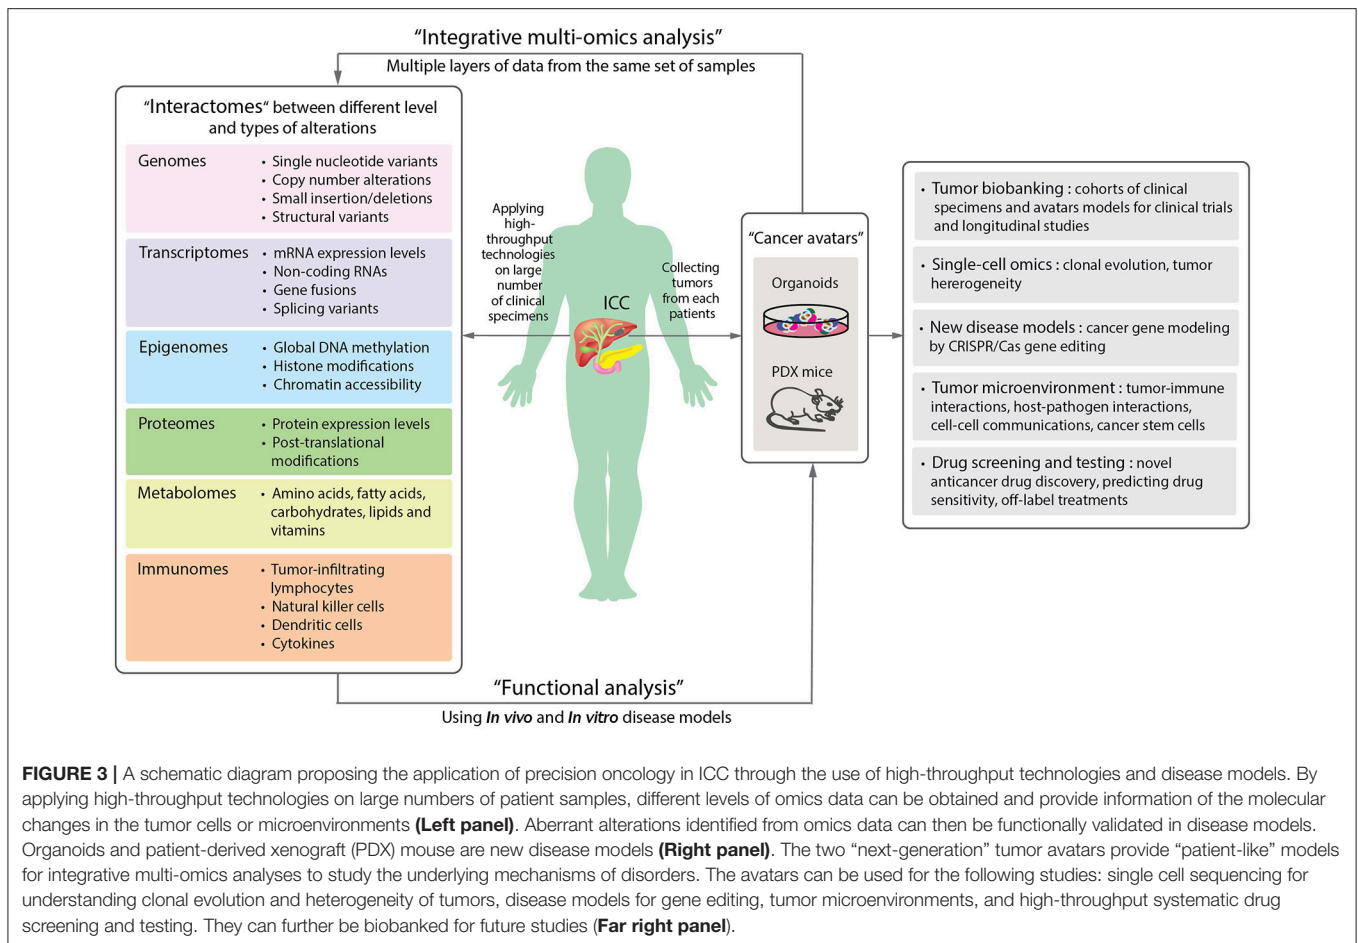 “Integrative multi-omics analysis”
Multiple layers of data from the same set of samples
“Interactomes“ between different level
and types of alterations
Genomes
• Single nucleotide variants
• Copy number alterations
• Small insertion/deletions
• Structural variants
Transcriptomes
• mRNA expression levels
• Non-coding RNAs
• Gene fusions
• Splicing variants
Epigenomes
• Global DNA methylation
• Histone modifications
• Chromatin accessibility
Proteomes
• Protein expression levels
• Post-translational
modifications
Metabolomes
• Amino acids, fatty acids,
carbohydrates, lipids and
vitamins
Immunomes
• Tumor-infiltrating
lymphocytes
• Natural killer cells
• Dendritic cells
• Cytokines
Applying
high-
throughput
technologies
on large
number
of clinical
specimens
ICC
Collecting
tumors
from each
patients
“Cancer avatars”
Organoids
PDX mice
• Tumor biobanking : cohorts of clinical
specimens and avatars models for clinical trials
and longitudinal studies
• Single-cell omics : clonal evolution, tumor
hererogeneity
• New disease models : cancer gene modeling
by CRISPR/Cas gene editing
• Tumor microenvironment : tumor-immune
interactions, host-pathogen interactions,
cell-cell communications, cancer stem cells
• Drug screening and testing : novel
anticancer drug discovery, predicting drug
sensitivity, off-label treatments
“Functional analysis”
Using In vivo and In vitro disease models
FIGURE 3 | A schematic diagram proposing the application of precision oncology in ICC through the use of high-throughput technologies and disease models. By
applying high-throughput technologies on large numbers of patient samples, different levels of omics data can be obtained and provide information of the molecular
changes in the tumor cells or microenvironments (Left panel). Aberrant alterations identified from omics data can then be functionally validated in disease models.
Organoids and patient-derived xenograft (PDX) mouse are new disease models (Right panel). The two “next-generation” tumor avatars provide “patient-like” models
for integrative multi-omics analyses to study the underlying mechanisms of disorders. The avatars can be used for the following studies: single cell sequencing for
understanding clonal evolution and heterogeneity of tumors, disease models for gene editing, tumor microenvironments, and high-throughput systematic drug
screening and testing. They can further be biobanked for future studies (Far right panel).